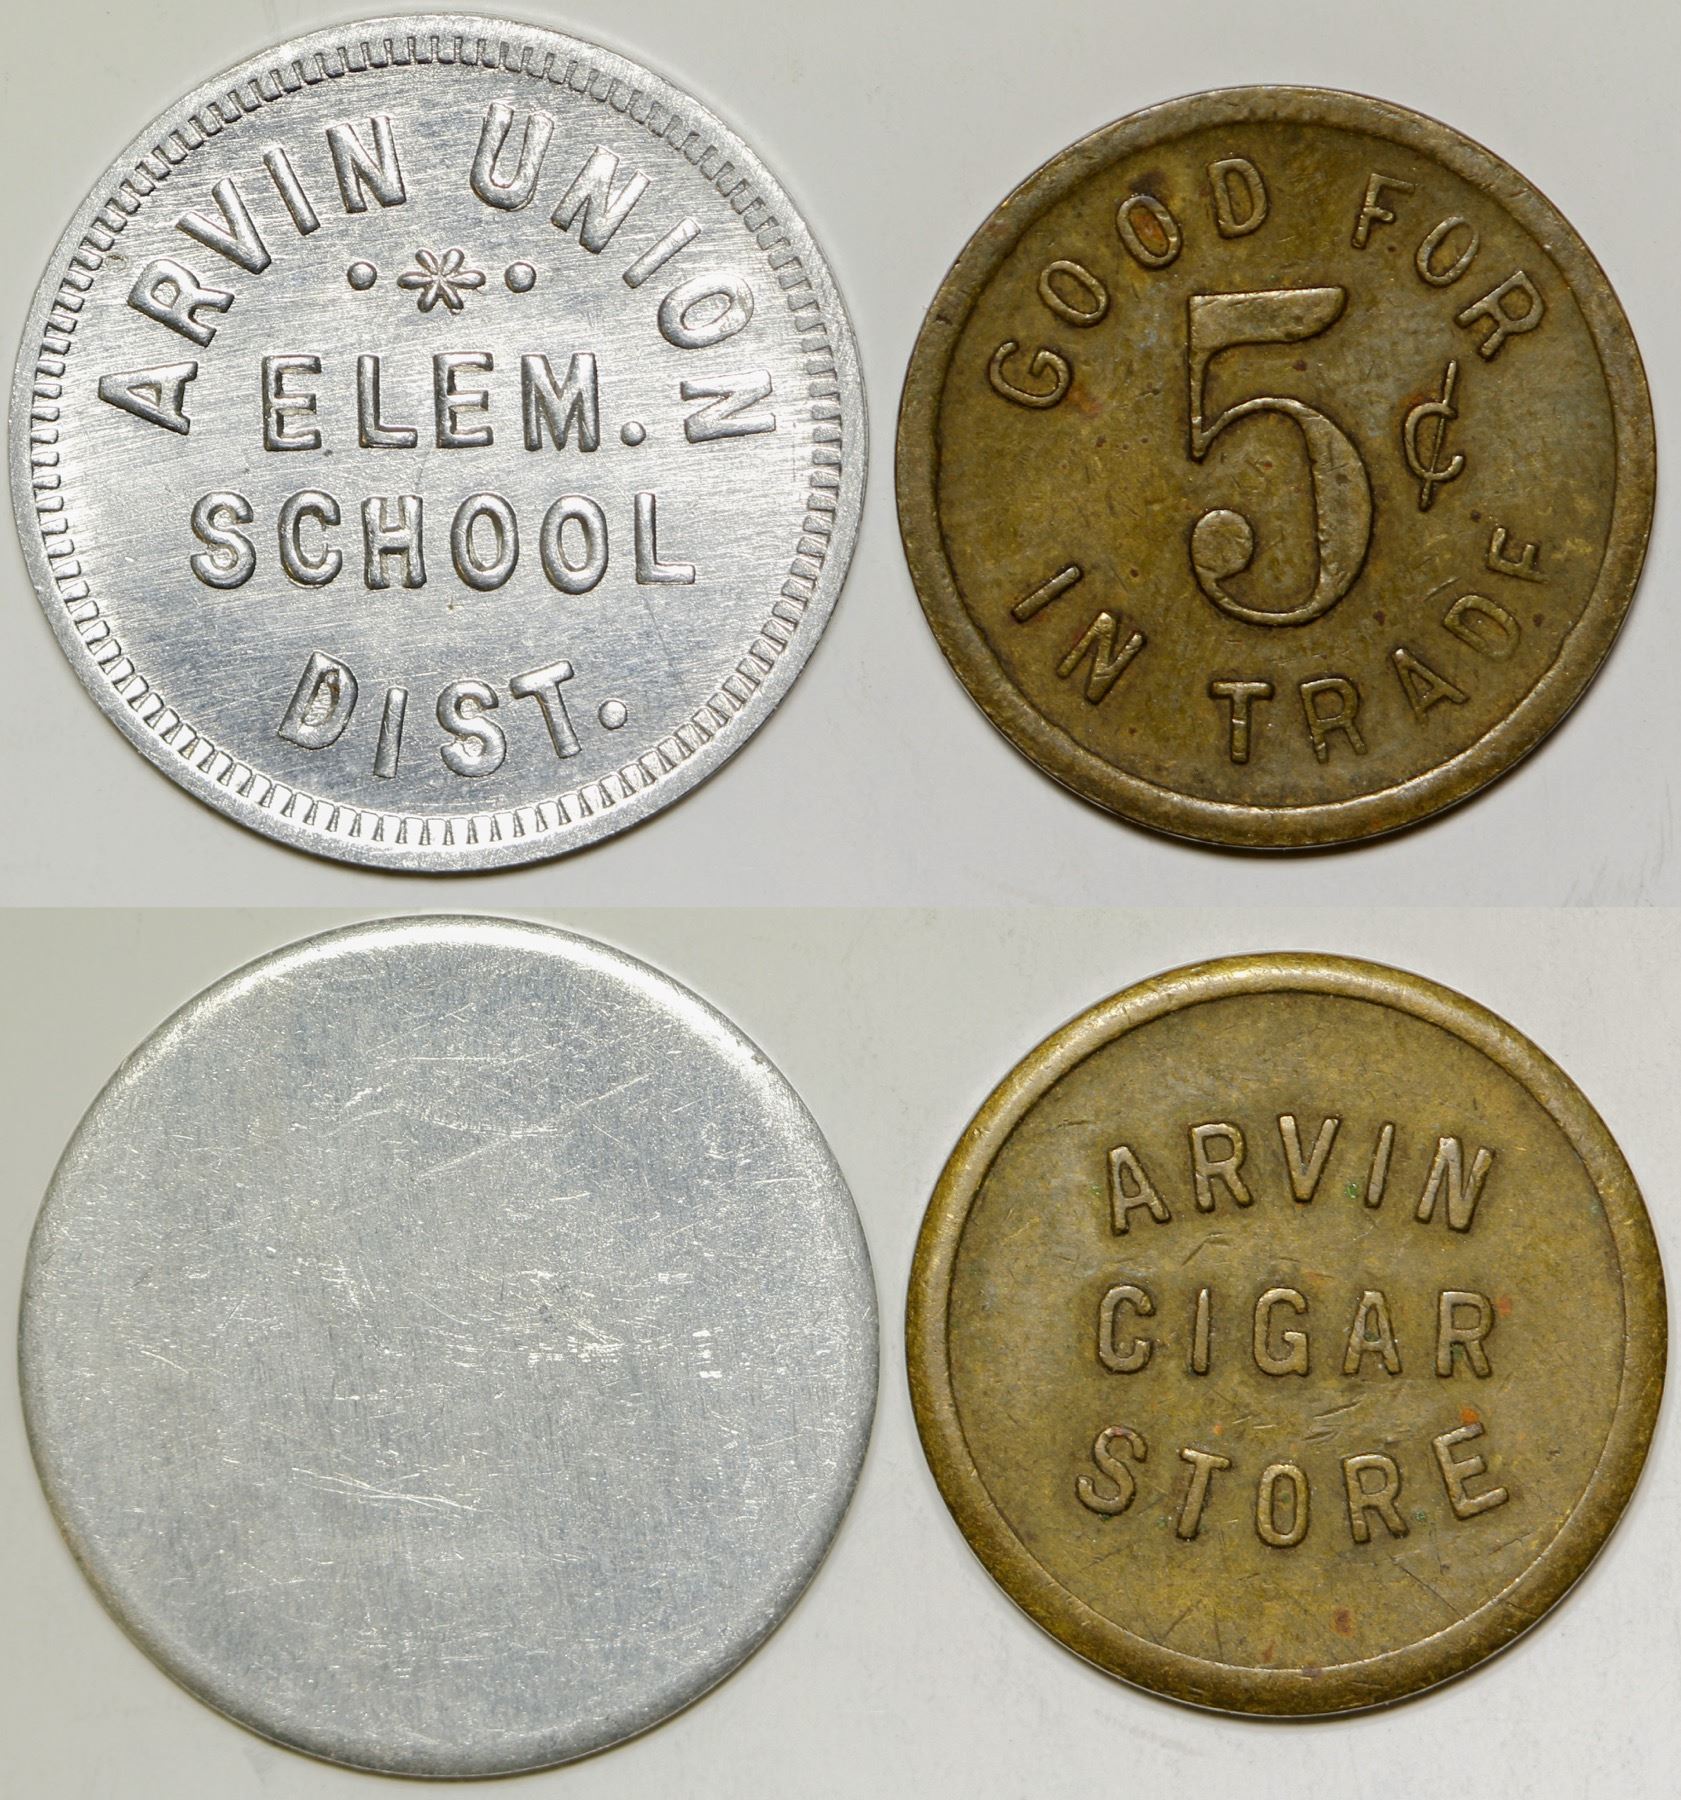 ARVIN UNION
ELEM.
SCHOOL
DIST.
GOOD FOR
5¢
IN TRADE
ARVIN
CIGAR
STORE